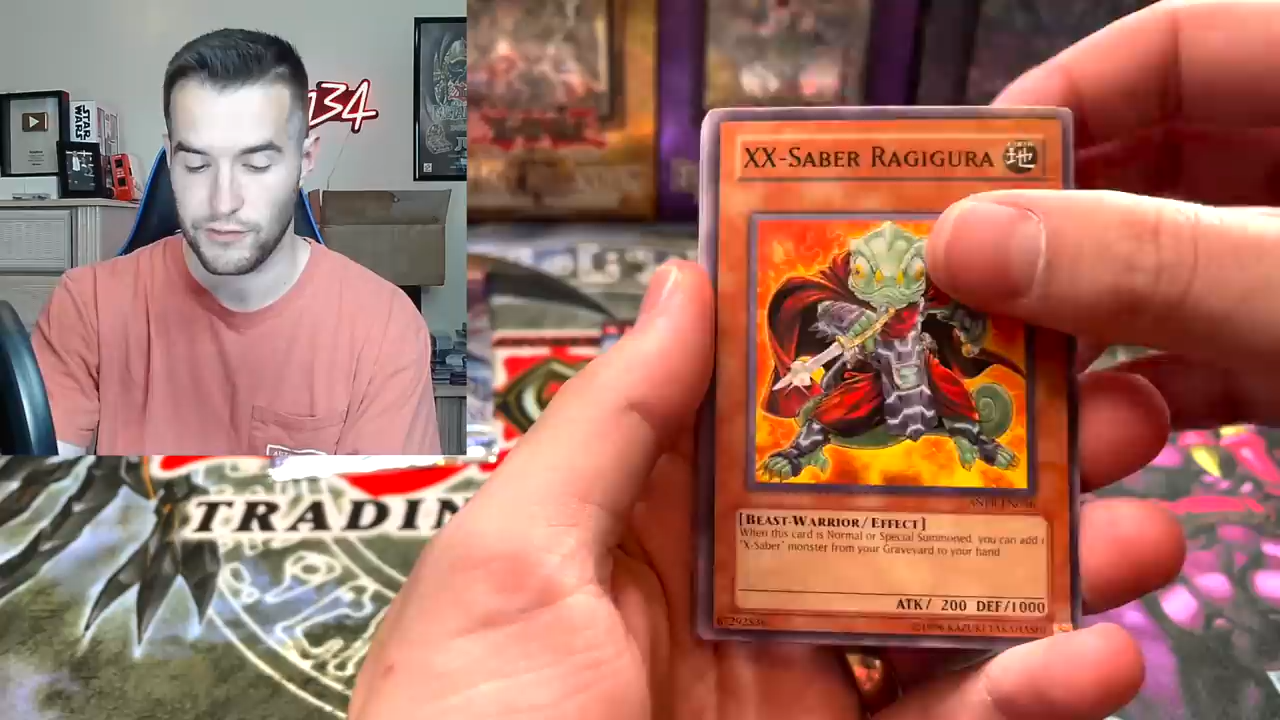 134
STAR
WARS
XX-SABER RAGIGURA 地
[BEAST-WARRIOR/EFFECT]
When this card is Normal or Special Summoned, you can add 1
"X-Saber" monster from your Graveyard to your hand
ATK/ 200 DEF/1000
©1996 KAZUKI TAKAHASHI
TRADIN